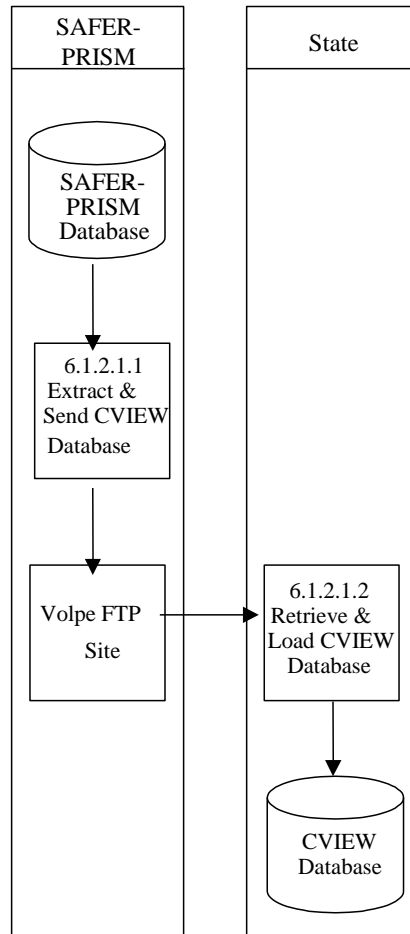 SAFER-
PRISM
State
SAFER-
PRISM
Database
6.1.2.1.1
Extract &
Send CVIEW
Database
Volpe FTP
Site
6.1.2.1.2
Retrieve &
Load CVIEW
Database
CVIEW
Database